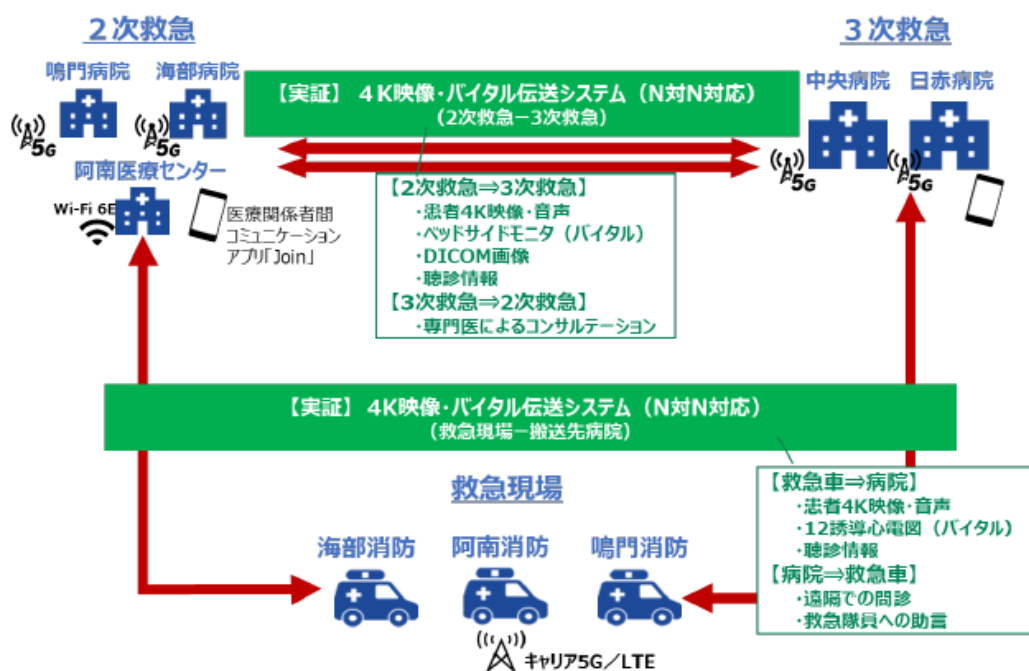 2次救急
3次救急
鳴門病院
海部病院
中央病院
日赤病院
【実証】 4K映像・バイタル伝送システム（N対N対応）
（2次救急ー3次救急）
5G
5G
5G
5G
阿南医療センター
Wi-Fi 6E
医療関係者間
コミュニケーション
アプリ「Join」
【2次救急⇒3次救急】
・患者4K映像・音声
・ベッドサイドモニタ（バイタル）
・DICOM画像
・聴診情報
【3次救急⇒2次救急】
・専門医によるコンサルテーション
【実証】 4K映像・バイタル伝送システム（N対N対応）
（救急現場ー搬送先病院）
救急現場
海部消防
阿南消防
鳴門消防
キャリア5G／LTE
【救急車⇒病院】
・患者4K映像・音声
・12誘導心電図（バイタル）
・聴診情報
【病院⇒救急車】
・遠隔での問診
・救急隊員への助言